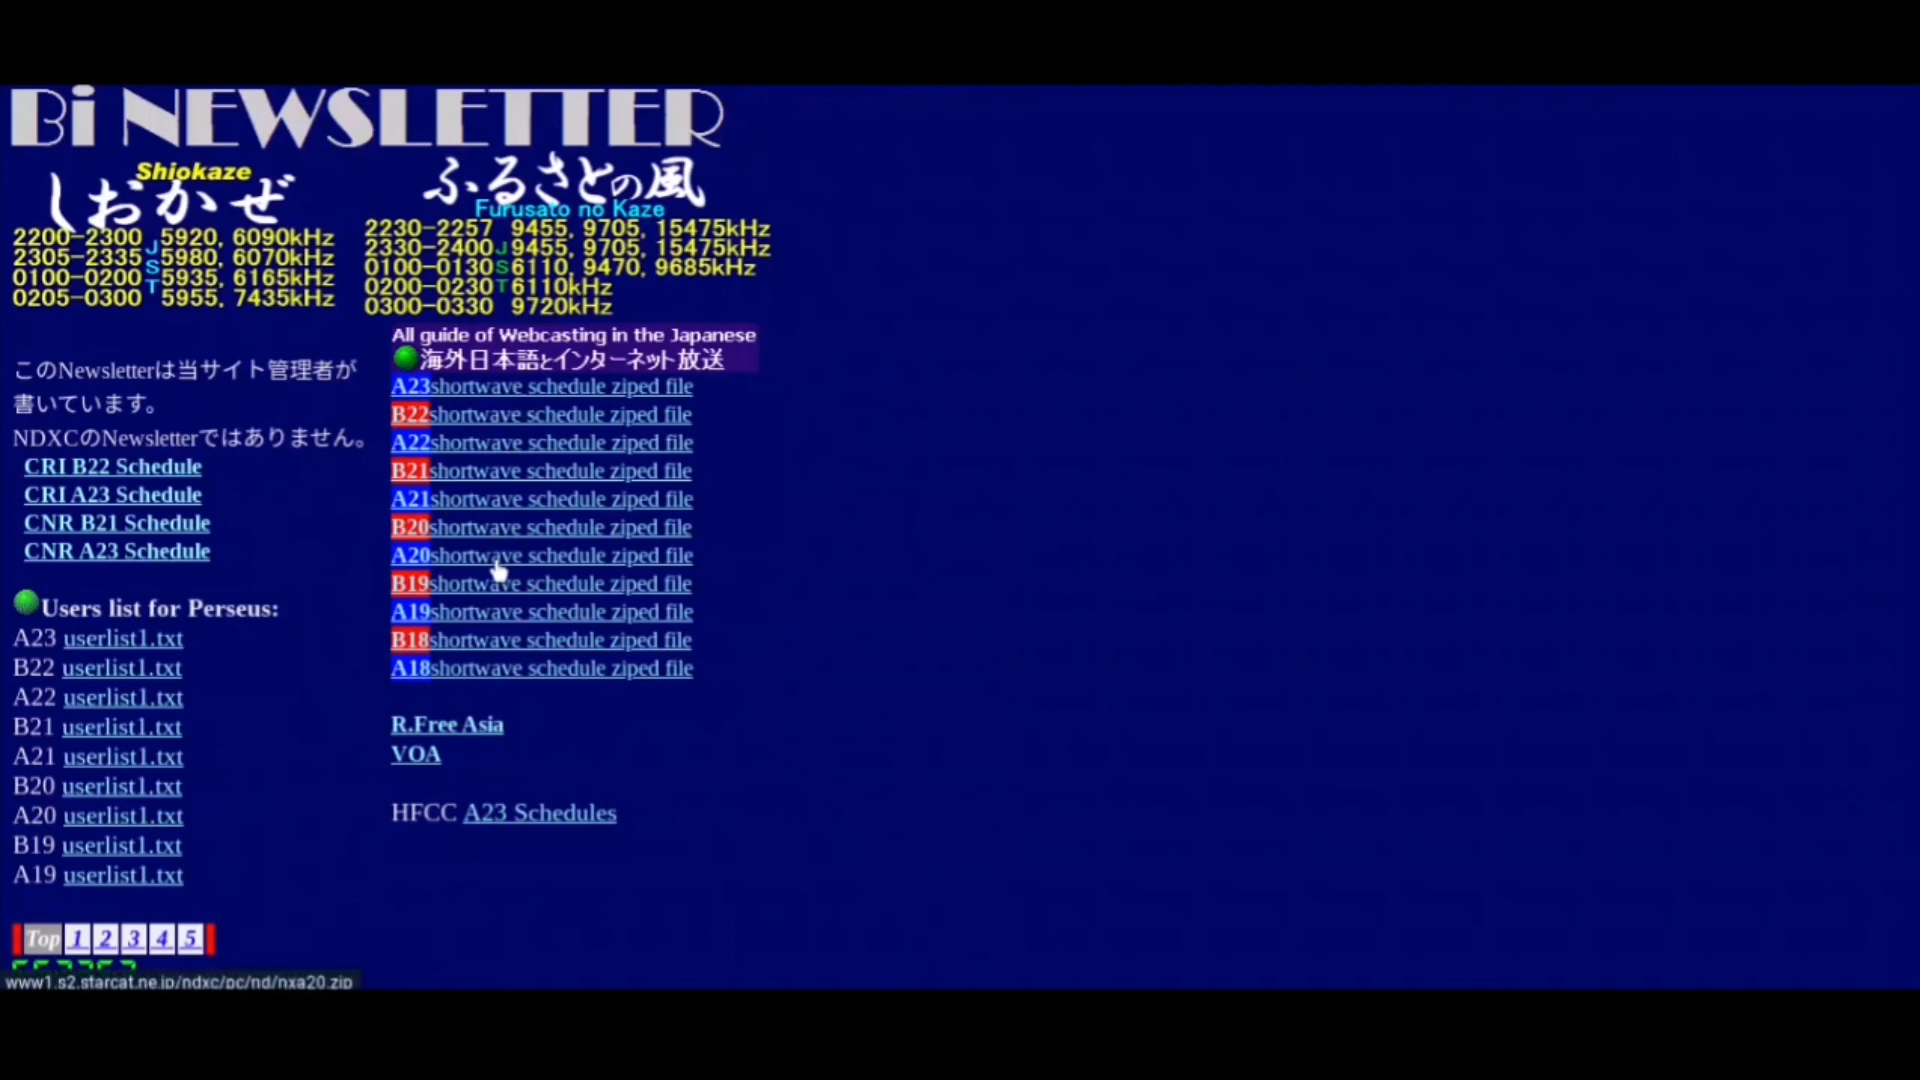 Bi NEWSLETTER
Shiokaze
しおかぜ
2200-2300 5920, 6090kHz
2305-2335 5980, 6070kHz
0100-0200 5935, 6165kHz
0205-0300 5955, 7435kHz
JST
ふるさとの風
Furusato no Kaze
2230-2257 9455, 9705, 15475kHz
2330-2400 9455, 9705, 15475kHz
0100-0130 6110, 9470, 9685kHz
0200-0230 6110kHz
0300-0330 9720kHz
JST
このNewsletterは当サイト管理者が
書いています。
NDXCのNewsletterではありません。
CRI B22 Schedule
CRI A23 Schedule
CNR B21 Schedule
CNR A23 Schedule
Users list for Perseus:
A23 userlist1.txt
B22 userlist1.txt
A22 userlist1.txt
B21 userlist1.txt
A21 userlist1.txt
B20 userlist1.txt
A20 userlist1.txt
B19 userlist1.txt
A19 userlist1.txt
Top 1 2 3 4 5
All guide of Webcasting in the Japanese
海外日本語とインターネット放送
A23shortwave schedule ziped file
B22shortwave schedule ziped file
A22shortwave schedule ziped file
B21shortwave schedule ziped file
A21shortwave schedule ziped file
B20shortwave schedule ziped file
A20shortwave schedule ziped file
B19shortwave schedule ziped file
A19shortwave schedule ziped file
B18shortwave schedule ziped file
A18shortwave schedule ziped file
R.Free Asia
VOA
HFCC A23 Schedules
www1.s2.starcat.ne.jp/ndxc/pc/nd/nxa20.zip